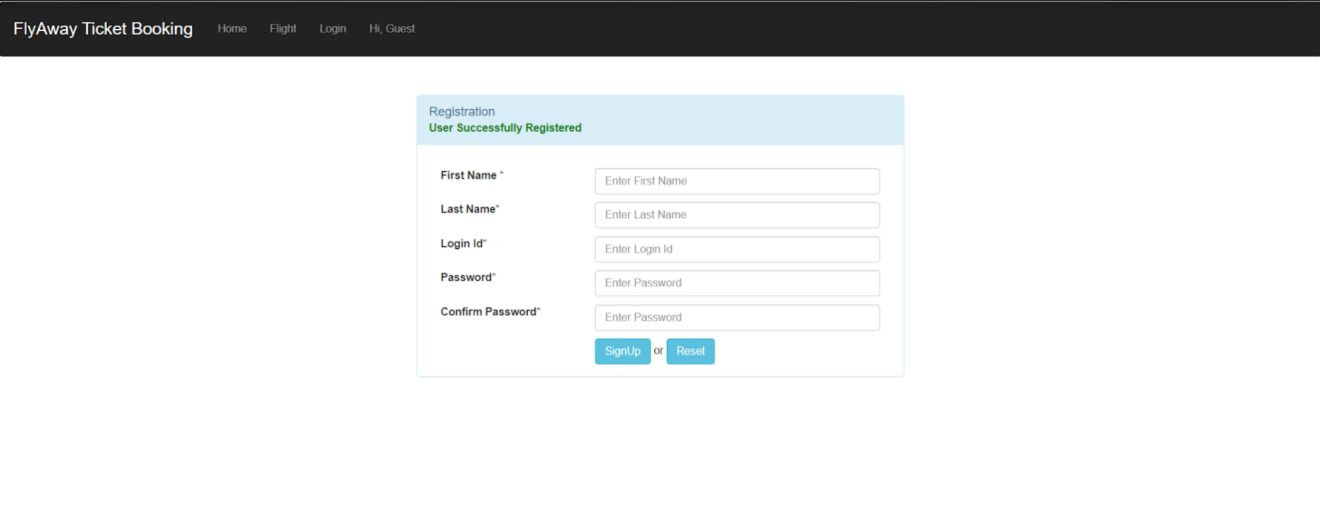 FlyAway Ticket Booking Home Flight Login Hi, Guest
Registration
User Successfully Registered
First Name * Enter First Name
Last Name* Enter Last Name
Login Id* Enter Login Id
Password* Enter Password
Confirm Password* Enter Password
SignUp or Reset